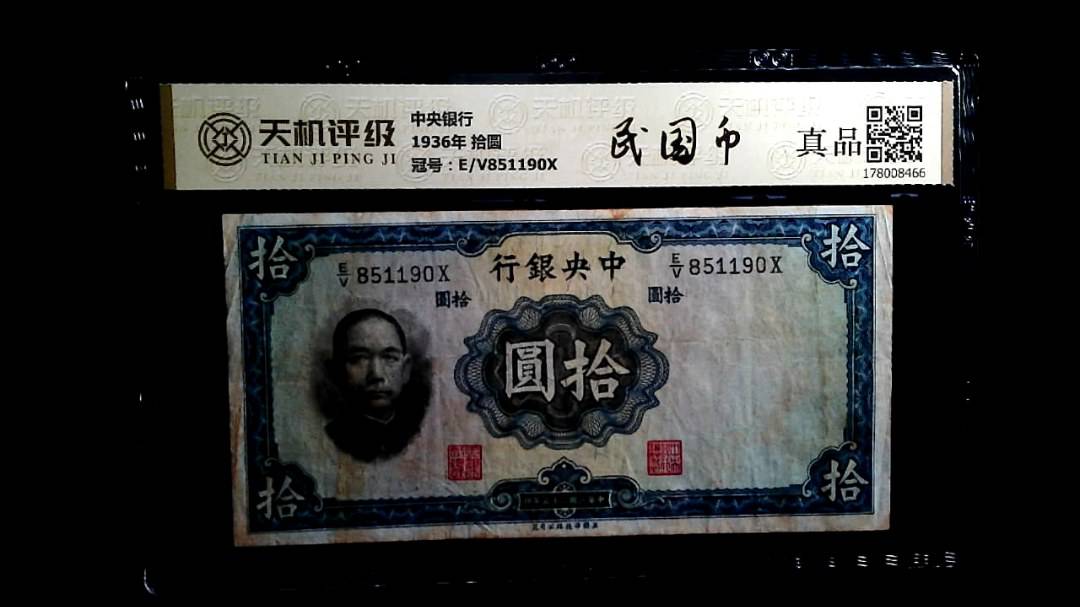 天机评级
TIAN JI PING JI
中央银行
1936年 拾圆
冠号：E/V851190X
民国币
真品
178008466
拾
拾
E/V 851190X
行銀央中
E/V 851190X
圓拾
圓拾
圓拾
拾
拾